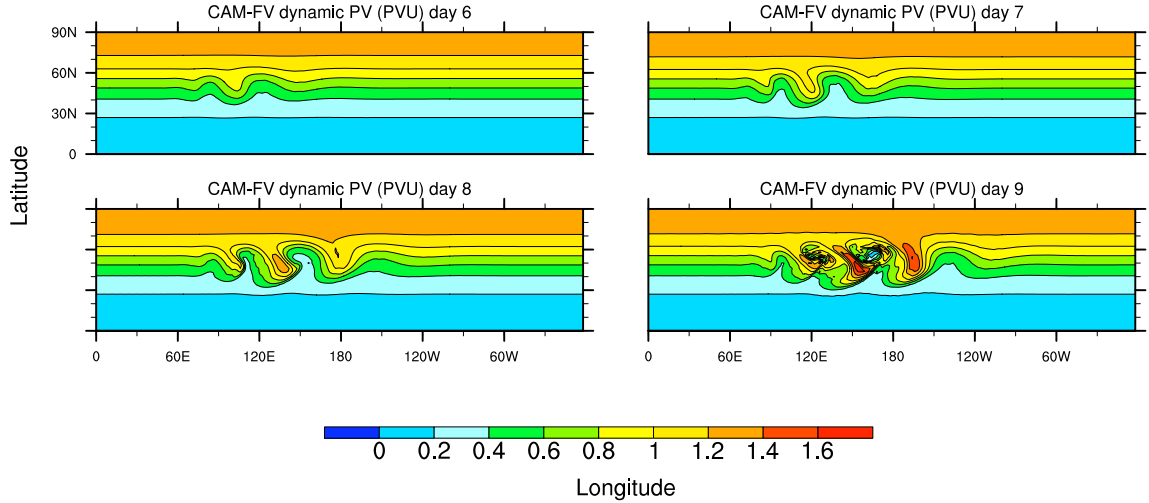 CAM-FV dynamic PV (PVU) day 6
CAM-FV dynamic PV (PVU) day 7
90N
60N
30N
0
Latitude
CAM-FV dynamic PV (PVU) day 8
CAM-FV dynamic PV (PVU) day 9
0 60E 120E 180 120W 60W
0 60E 120E 180 120W 60W
0 0.2 0.4 0.6 0.8 1 1.2 1.4 1.6
Longitude